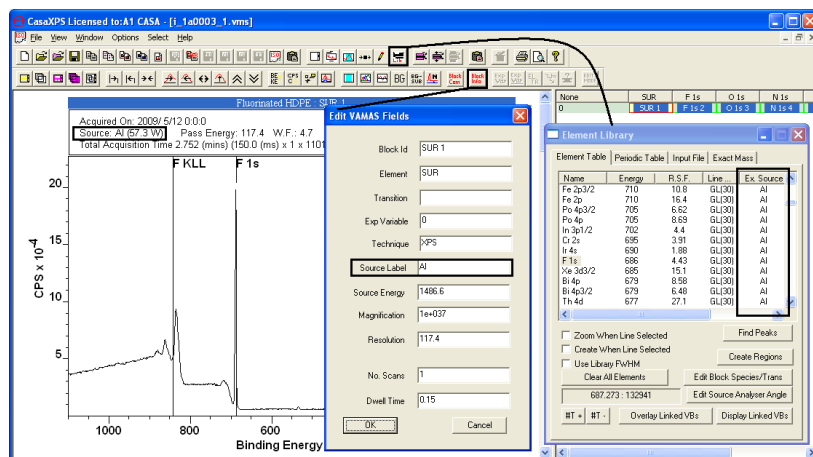 CasaXPS Licensed to:A1 CASA - [i_1a0003_1.vms]
File View Window Options Select Help
BE KE CPS BG Block Com Block Info
Fluorinated HDPE : SUR 1
Acquired On: 2009/ 5/12 0:0:0
Source: Al (57.3 W) Pass Energy: 117.4 W.F.: 4.7
Total Acquisition Time 2.752 (mins) (150.0 (ms) x 1 x 1101
F KLL F 1s
CPS x 10-4
20
15
10
5
1000 800 600
Binding Energy
None SUR F 1s O 1s N 1s
0 SUR 1 F 1s 2 O 1s 3 N 1s 4
Edit VAMAS Fields
Block Id SUR 1
Element SUR
Transition
Exp Variable 0
Technique XPS
Source Label Al
Source Energy 1486.6
Magnification 1e+037
Resolution 117.4
No. Scans 1
Dwell Time 0.15
OK Cancel
Element Library
Element Table Periodic Table Input File Exact Mass
Name Energy R.S.F. Line ... Ex. Source
Fe 2p3/2 710 10.8 GL(30) Al
Fe 2p 710 16.4 GL(30) Al
Po 4p3/2 705 6.62 GL(30) Al
Po 4p 705 8.69 GL(30) Al
In 3p1/2 702 4.4 GL(30) Al
Cr 2s 695 3.91 GL(30) Al
Ir 4s 690 1.88 GL(30) Al
F 1s 686 4.43 GL(30) Al
Xe 3d3/2 685 15.1 GL(30) Al
Bi 4p 679 8.58 GL(30) Al
Bi 4p3/2 679 6.48 GL(30) Al
Th 4d 677 27.1 GL(30) Al
Zoom When Line Selected
Find Peaks
Create When Line Selected
Create Regions
Use Library FWHM
Clear All Elements Edit Block Species/Trans
687.273 : 132941 Edit Source Analyser Angle
#T + #T - Overlay Linked VBs Display Linked VBs